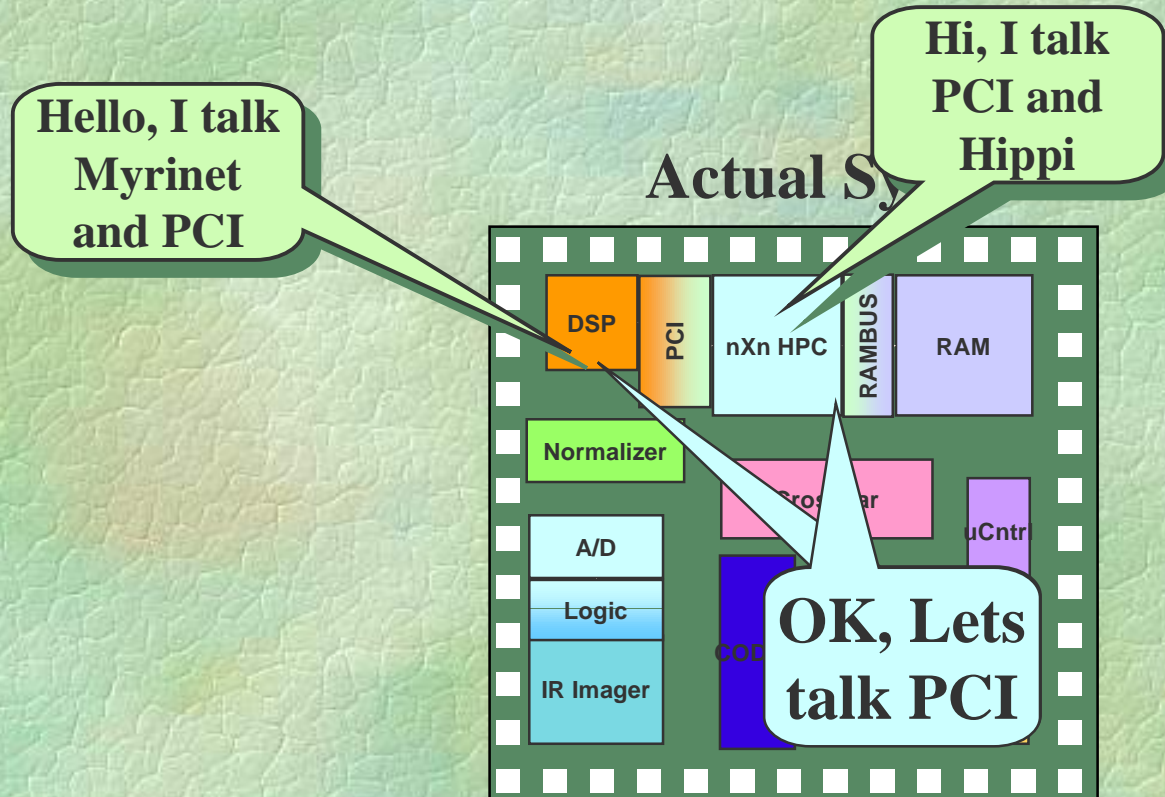 Hi, I talk
PCI and
Hippi
Hello, I talk
Myrinet
and PCI
Actual
DSP
PCI
nXn HPC
RAMBUS
RAM
Normalizer
uCntrl
A/D
Logic
IR Imager
OK, Lets
talk PCI